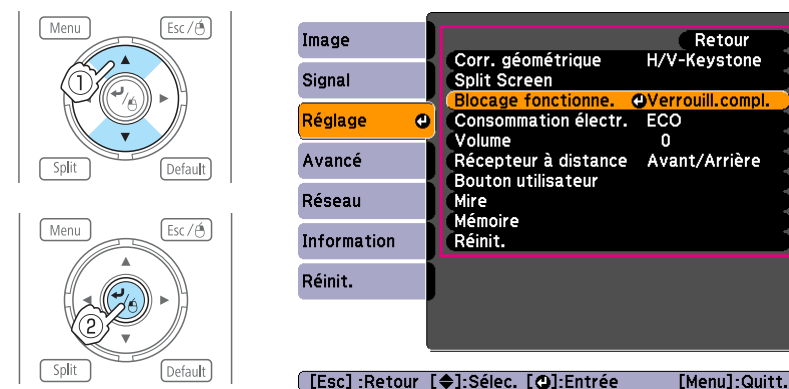 Menu
Esc/
1
Split
Default
Menu
Esc/
2
Split
Default
Image
Signal
Réglage
Avancé
Réseau
Information
Réinit.
Retour
Corr. géométrique H/V-Keystone
Split Screen
Blocage fonctionne. Verrouill.compl.
Consommation électr. ECO
Volume 0
Récepteur à distance Avant/Arrière
Bouton utilisateur
Mire
Mémoire
Réinit.
[Esc] :Retour [◆]:Sélec. [⏎]:Entrée [Menu]:Quitt.